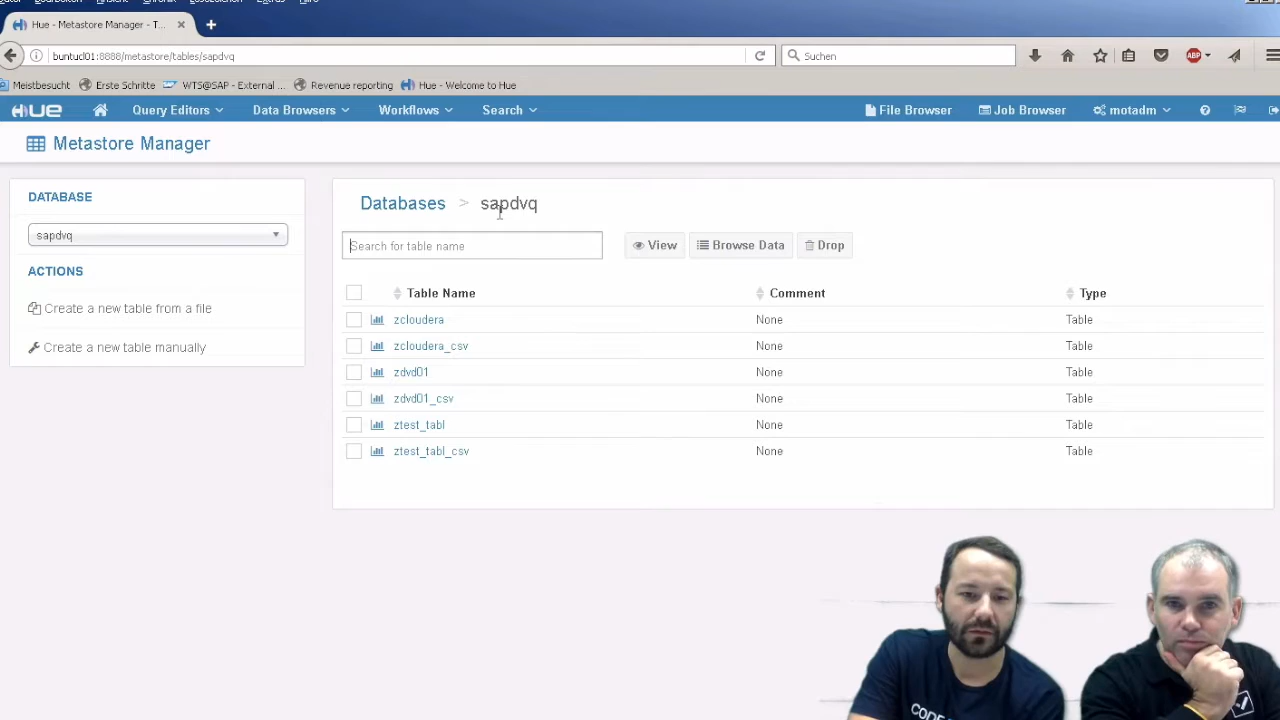 Hue - Metastore Manager - T...
buntucl01:8888/metastore/tables/sapdvq
Suchen
ABP
Meistbesucht Erste Schritte WTS@SAP - External ... Revenue reporting Hue - Welcome to Hue
HUE Query Editors Data Browsers Workflows Search File Browser Job Browser motadm
Metastore Manager
DATABASE
sapdvq
ACTIONS
Create a new table from a file
Create a new table manually
Databases > sapdvq
Search for table name View Browse Data Drop
Table Name Comment Type
zcloudera None Table
zcloudera_csv None Table
zdvd01 None Table
zdvd01_csv None Table
ztest_tabl None Table
ztest_tabl_csv None Table